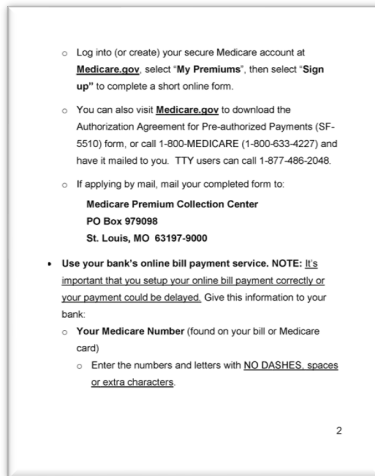 ○ Log into (or create) your secure Medicare account at
Medicare.gov, select "My Premiums", then select "Sign
up" to complete a short online form.
○ You can also visit Medicare.gov to download the
Authorization Agreement for Pre-authorized Payments (SF-
5510) form, or call 1-800-MEDICARE (1-800-633-4227) and
have it mailed to you. TTY users can call 1-877-486-2048.
○ If applying by mail, mail your completed form to:
Medicare Premium Collection Center
PO Box 979098
St. Louis, MO 63197-9000
• Use your bank's online bill payment service. NOTE: It's
important that you setup your online bill payment correctly or
your payment could be delayed. Give this information to your
bank:
○ Your Medicare Number (found on your bill or Medicare
card)
○ Enter the numbers and letters with NO DASHES, spaces
or extra characters.
2